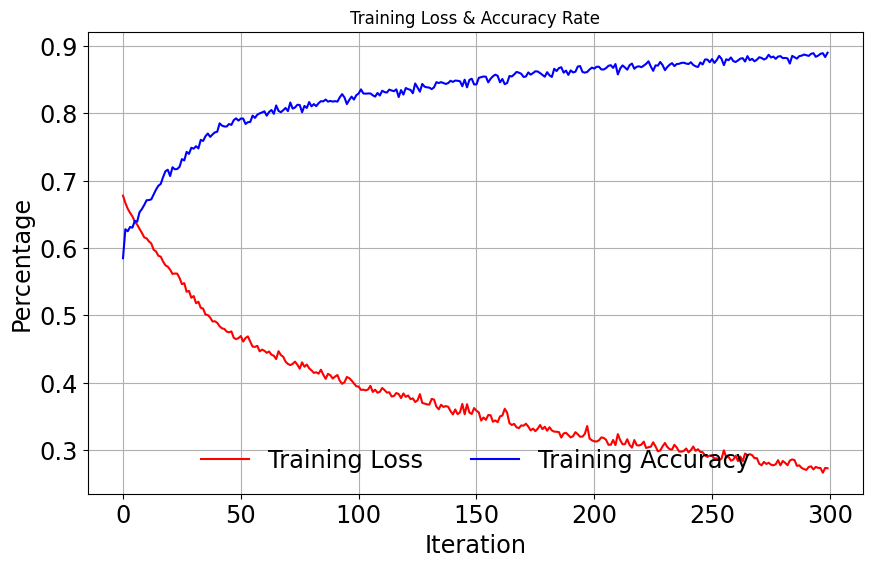 Training Loss & Accuracy Rate
0.9
0.8
0.7
0.6
0.5
0.4
0.3
Percentage
Training Loss
Training Accuracy
0 50 100 150 200 250 300
Iteration